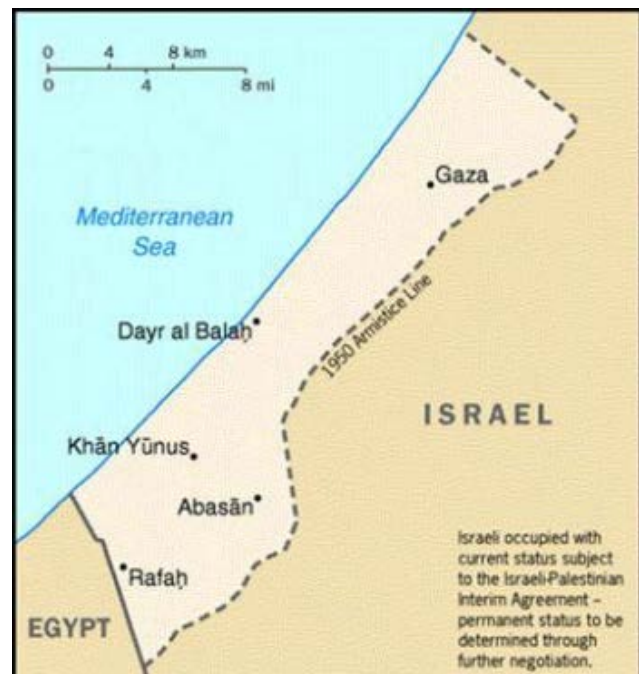 0 4 8 km
0 4 8 mi
Gaza
Mediterranean
Sea
Dayr al Balaḥ
1950 Armistice Line
ISRAEL
Khān Yūnus
Abasān
Rafaḥ
EGYPT
Israeli occupied with
current status subject
to the Israeli-Palestinian
Interim Agreement –
permanent status to be
determined through
further negotiation.